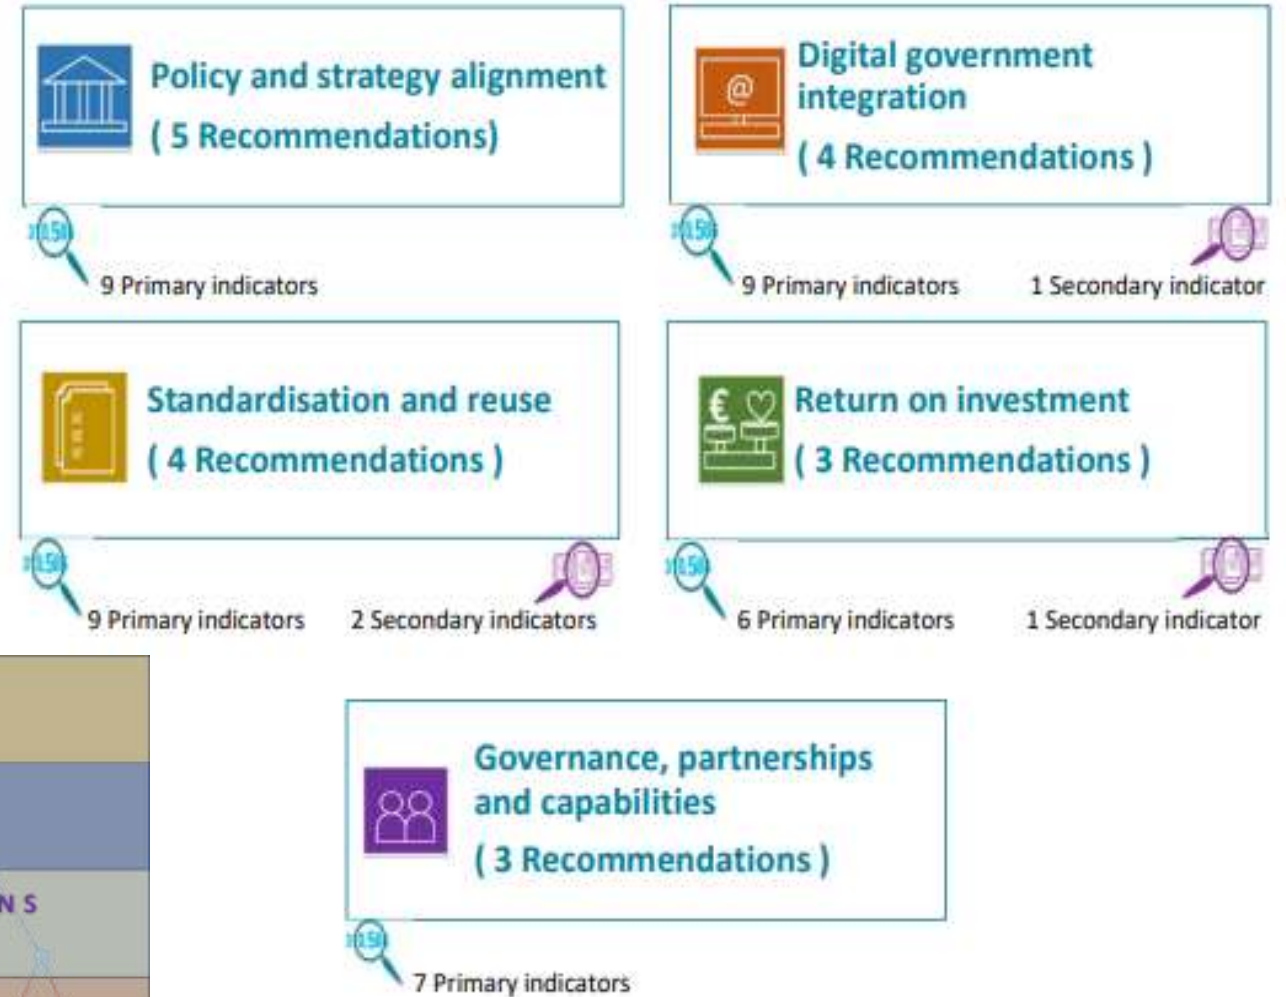 Policy and strategy alignment
( 5 Recommendations)
9 Primary indicators
Digital government
integration
( 4 Recommendations )
@
9 Primary indicators
1 Secondary indicator
Standardisation and reuse
( 4 Recommendations )
9 Primary indicators
2 Secondary indicators
Return on investment
( 3 Recommendations )
€
6 Primary indicators
1 Secondary indicator
N S
Governance, partnerships
and capabilities
( 3 Recommendations )
7 Primary indicators